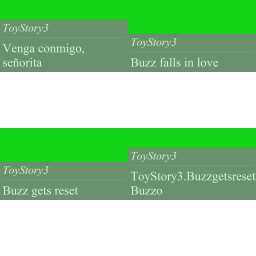 ToyStory3
Venga conmigo,
señorita
ToyStory3
Buzz falls in love
ToyStory3
Buzz gets reset
ToyStory3
ToyStory3.Buzzgetsreset
Buzzo